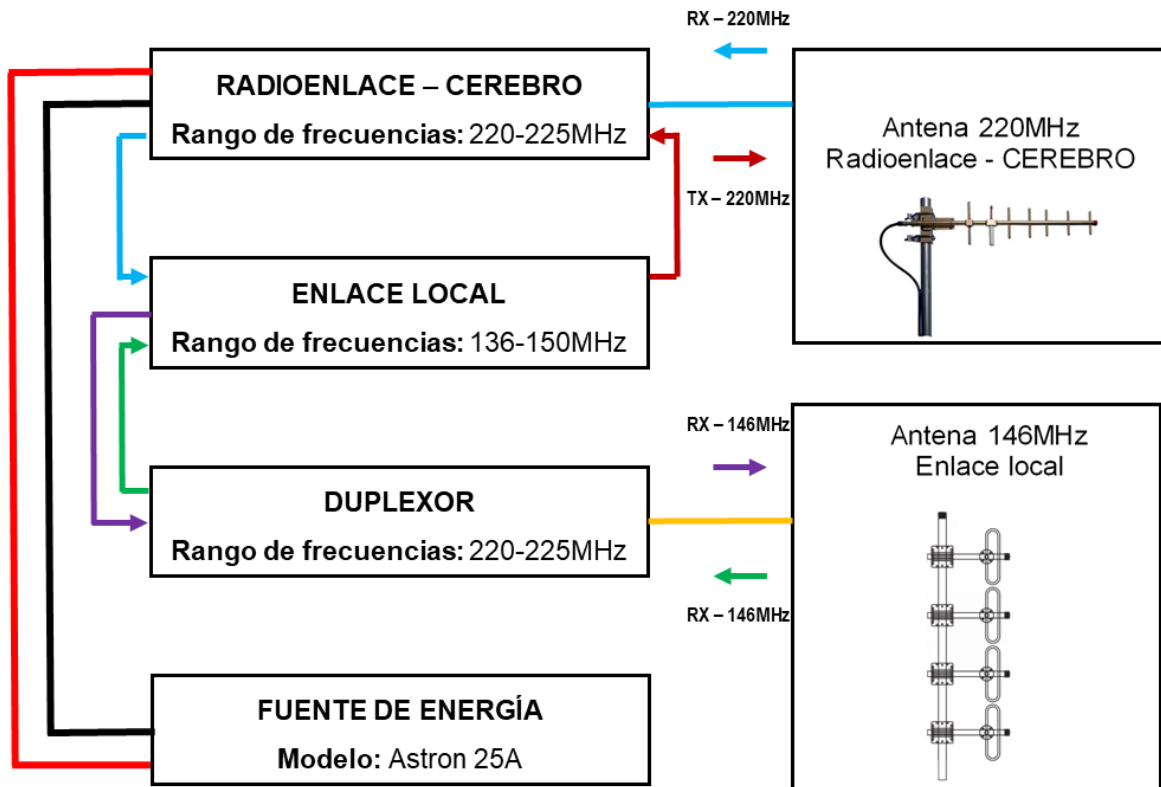 RX – 220MHz
RADIOENLACE – CEREBRO
Rango de frecuencias: 220-225MHz
Antena 220MHz
Radioenlace - CEREBRO
TX – 220MHz
ENLACE LOCAL
Rango de frecuencias: 136-150MHz
RX – 146MHz
Antena 146MHz
Enlace local
DUPLEXOR
Rango de frecuencias: 220-225MHz
RX – 146MHz
FUENTE DE ENERGÍA
Modelo: Astron 25A